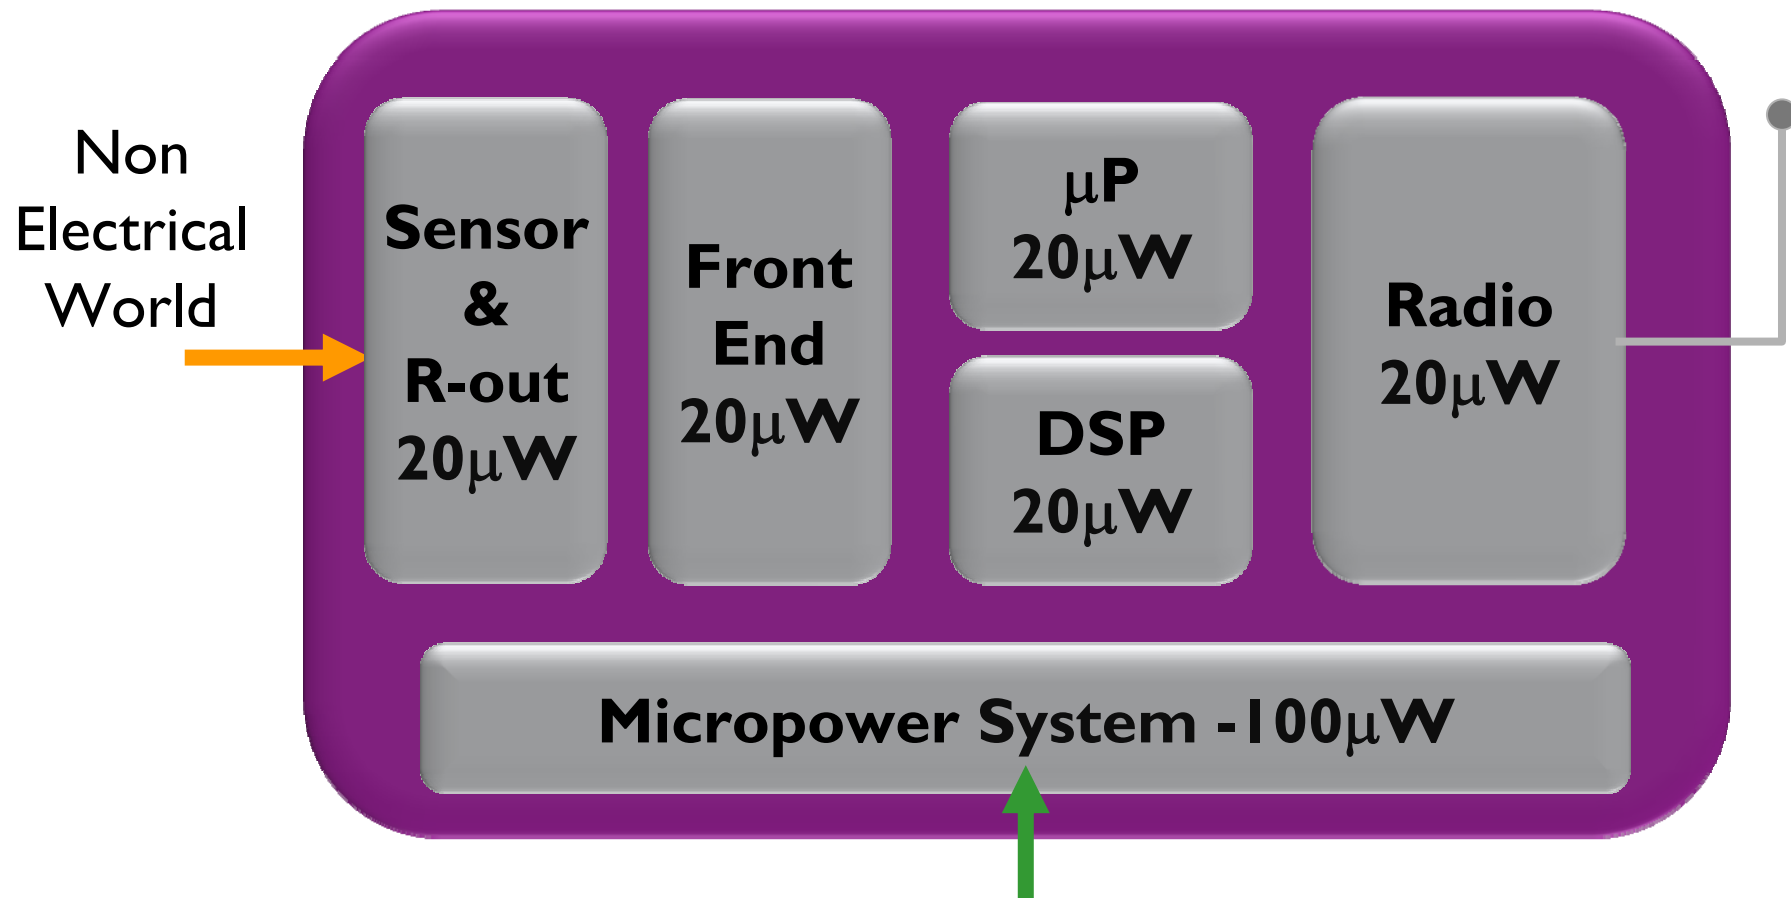 Non
Electrical
World
Sensor
&
R-out
20μW
Front
End
20μW
μP
20μW
DSP
20μW
Radio
20μW
Micropower System -100μW